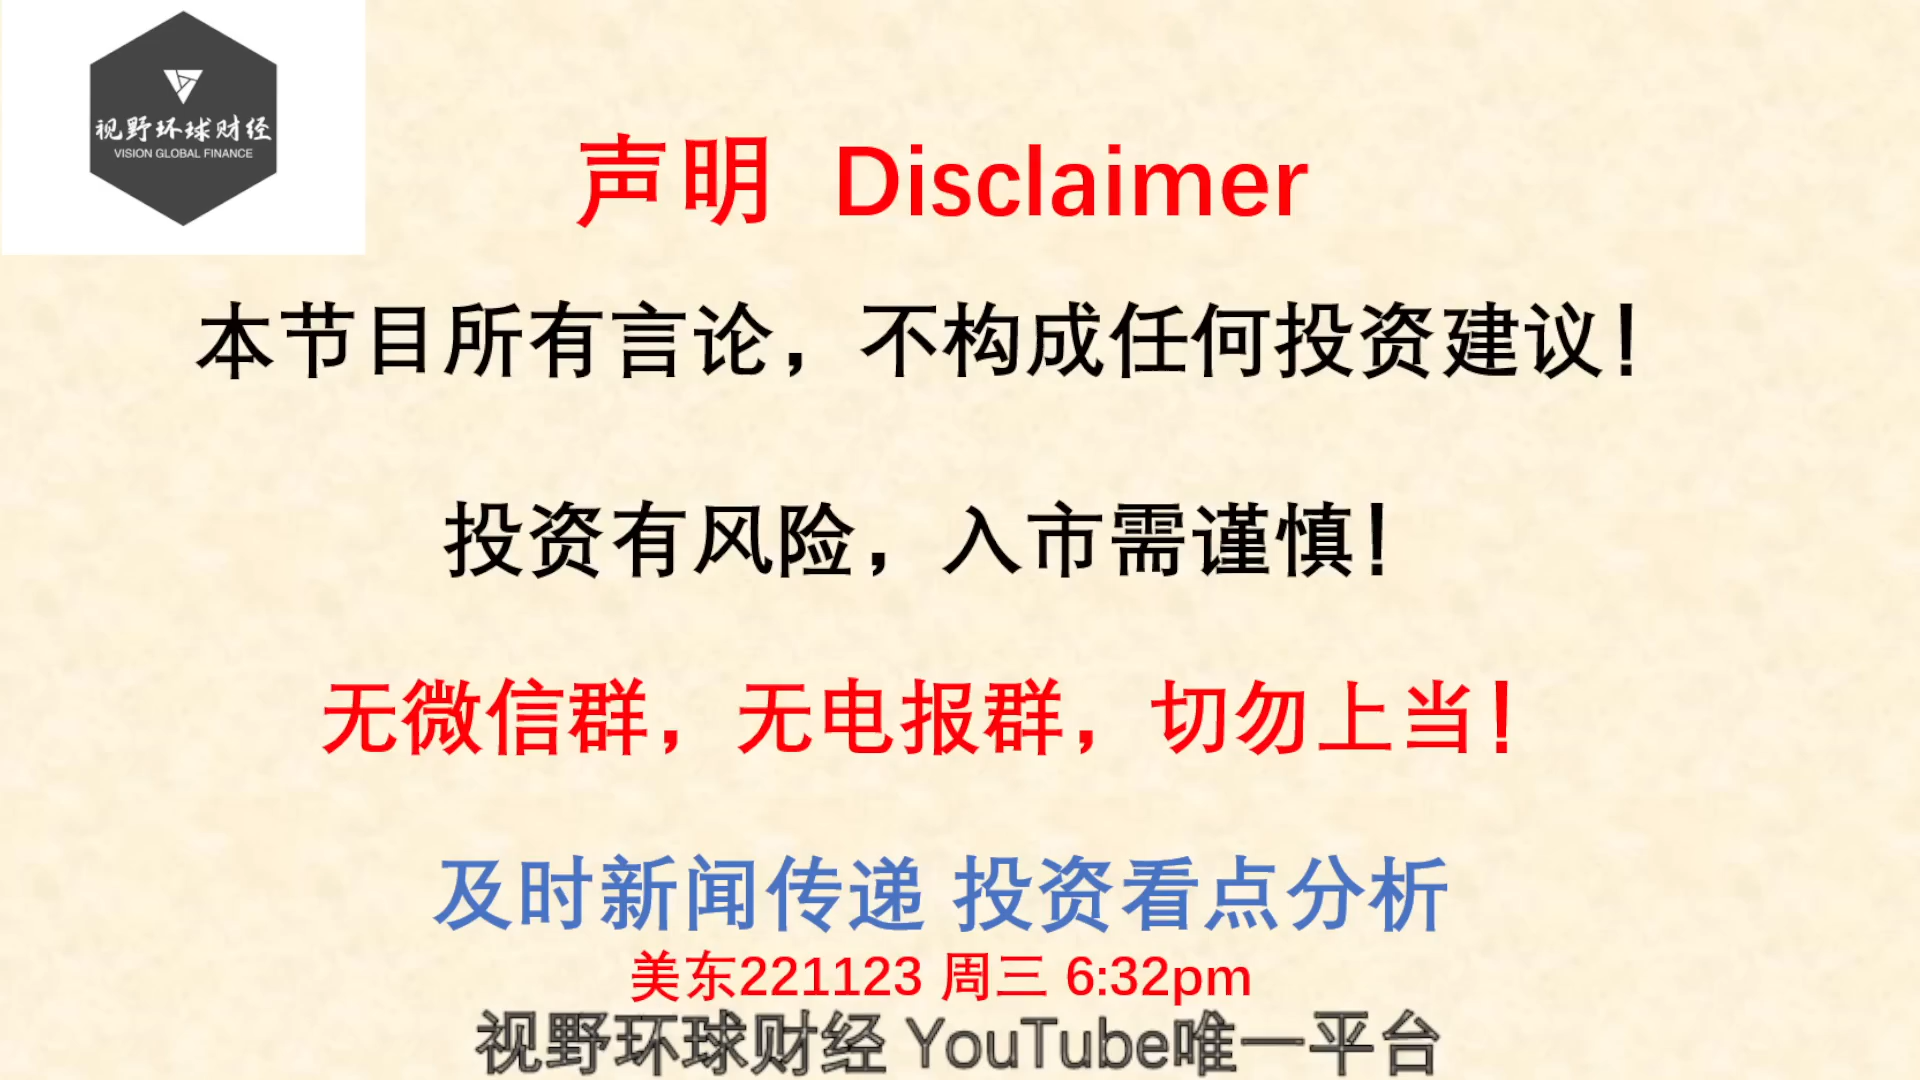 视野环球财经
VISION GLOBAL FINANCE
声明 Disclaimer
本节目所有言论，不构成任何投资建议！
投资有风险，入市需谨慎！
无微信群，无电报群，切勿上当！
及时新闻传递 投资看点分析
美东221123 周三 6:32pm
视野环球财经 YouTube唯一平台